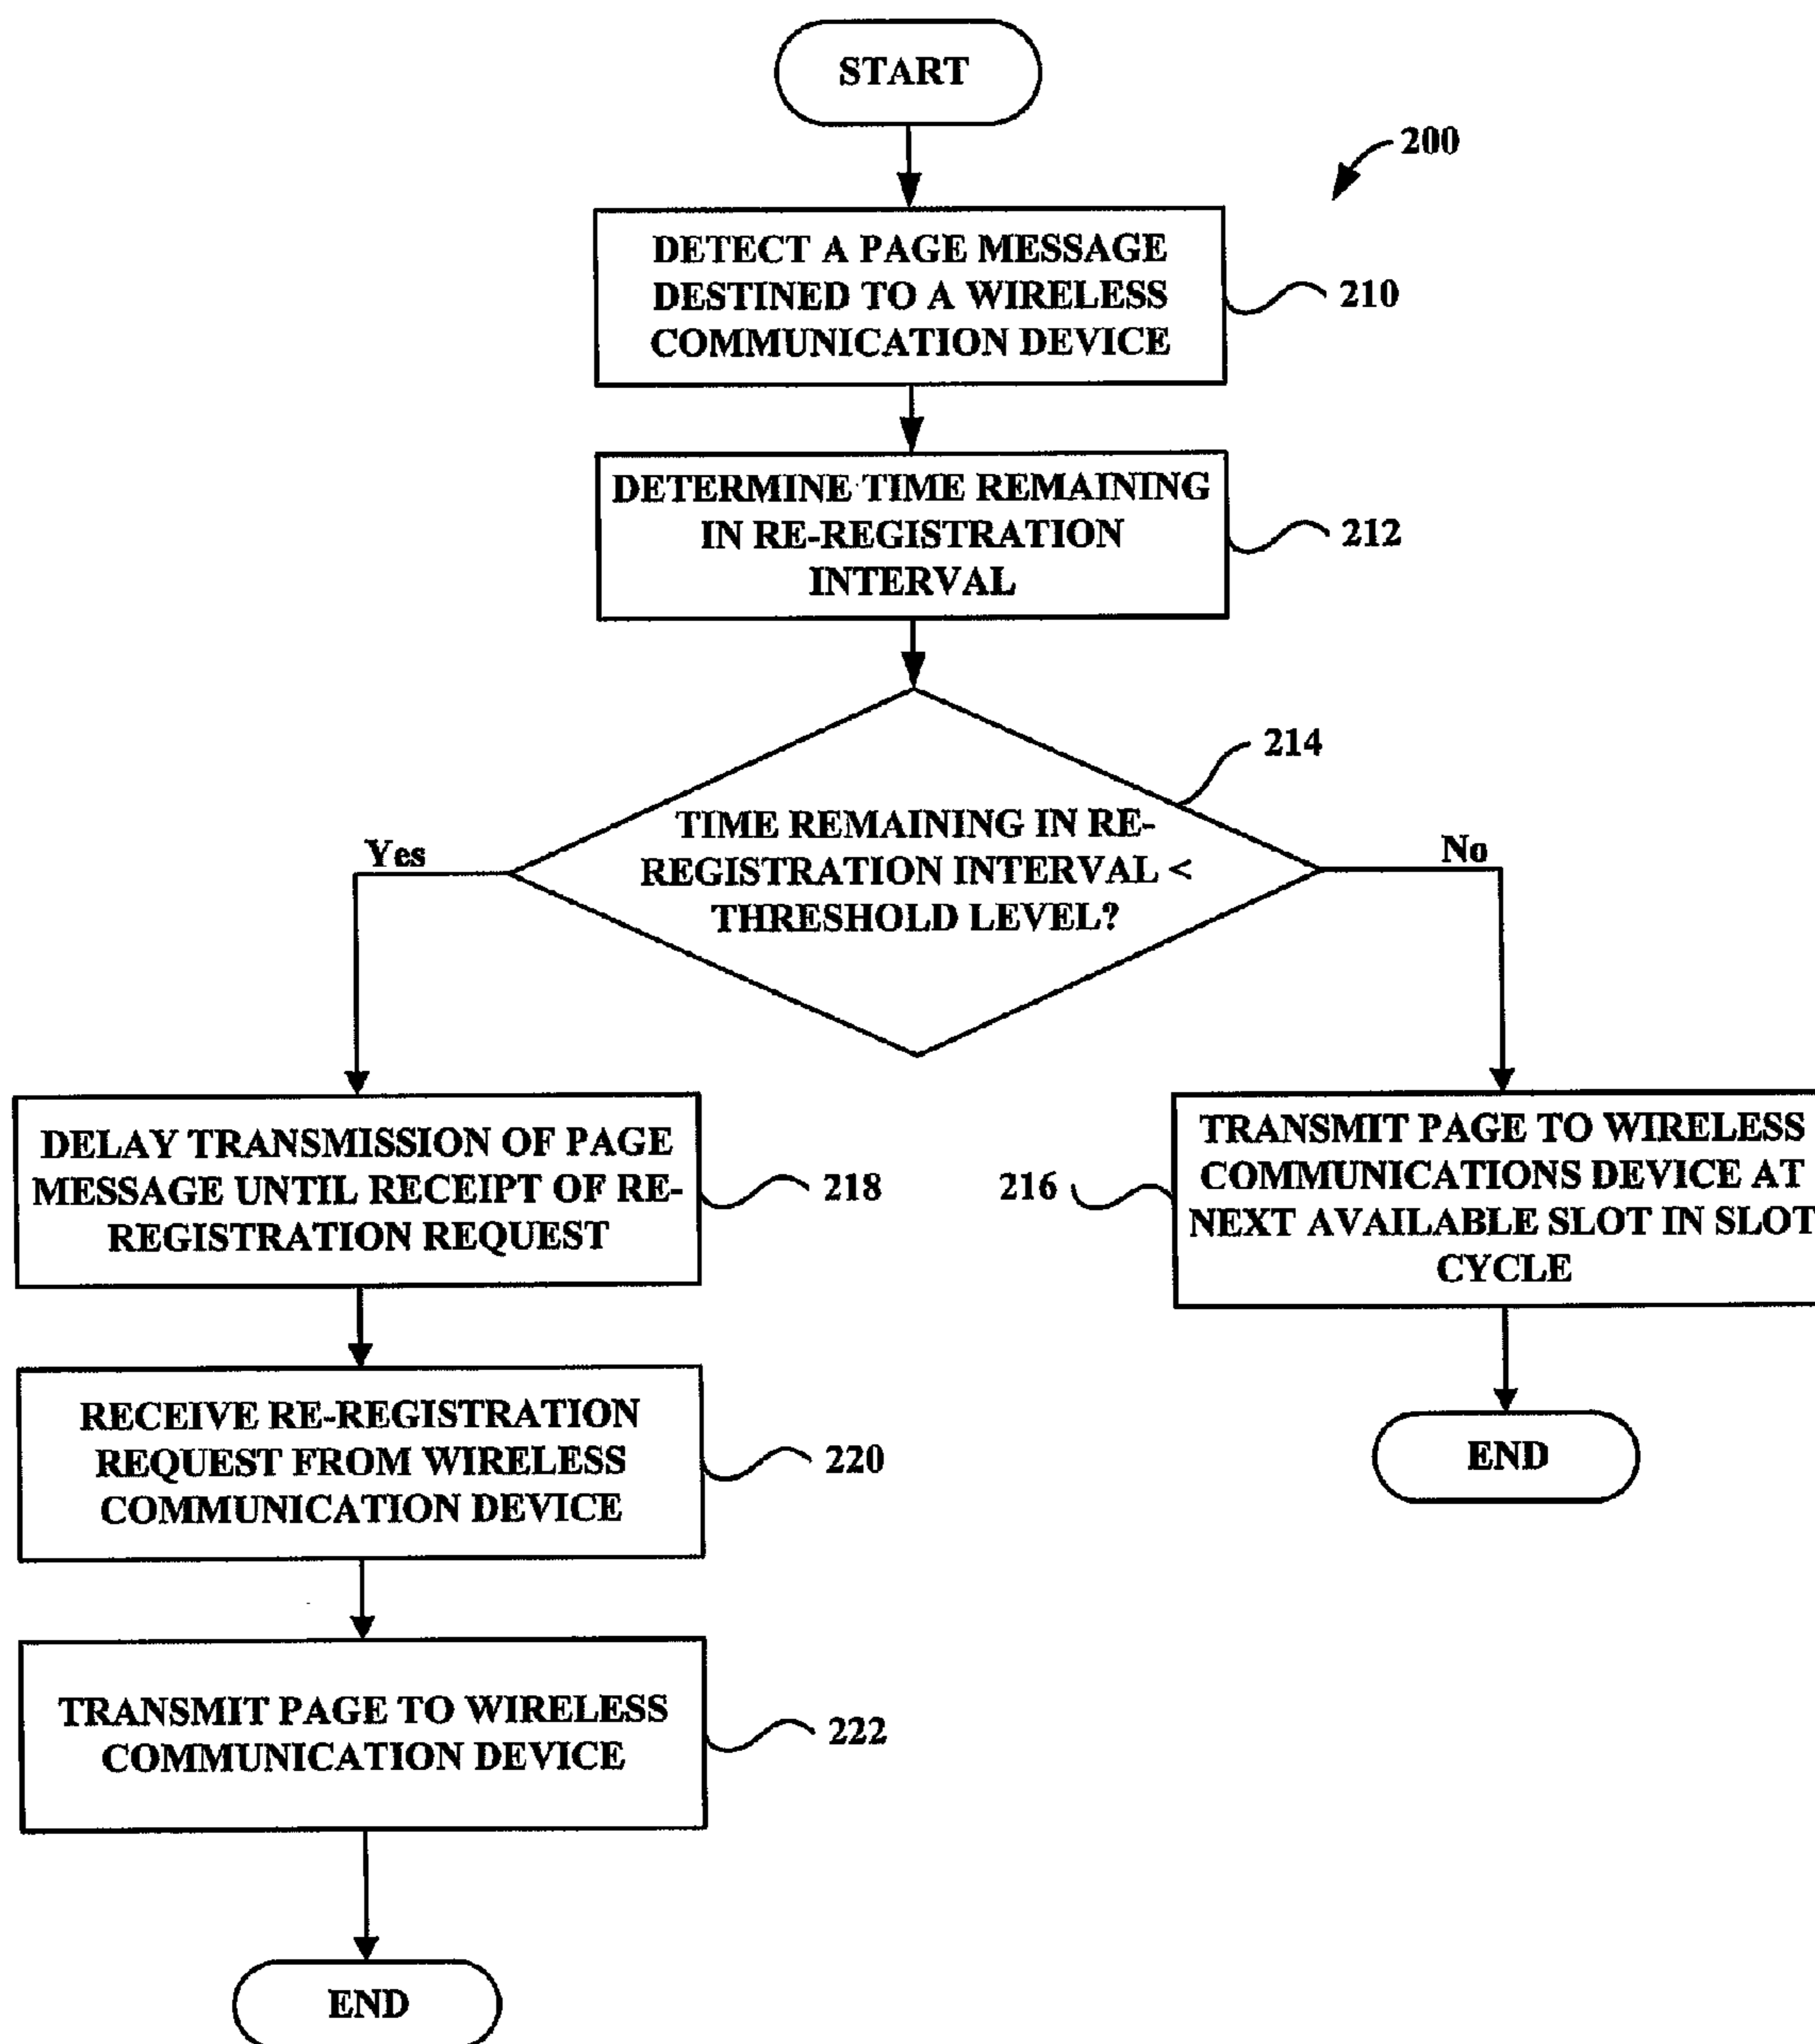 START
200
DETECT A PAGE MESSAGE
DESTINED TO A WIRELESS
COMMUNICATION DEVICE
210
DETERMINE TIME REMAINING
IN RE-REGISTRATION
INTERVAL
212
214
TIME REMAINING IN RE-
REGISTRATION INTERVAL <
THRESHOLD LEVEL?
Yes
No
DELAY TRANSMISSION OF PAGE
MESSAGE UNTIL RECEIPT OF RE-
REGISTRATION REQUEST
218
216
TRANSMIT PAGE TO WIRELESS
COMMUNICATIONS DEVICE AT
NEXT AVAILABLE SLOT IN SLOT
CYCLE
RECEIVE RE-REGISTRATION
REQUEST FROM WIRELESS
COMMUNICATION DEVICE
220
END
TRANSMIT PAGE TO WIRELESS
COMMUNICATION DEVICE
222
END